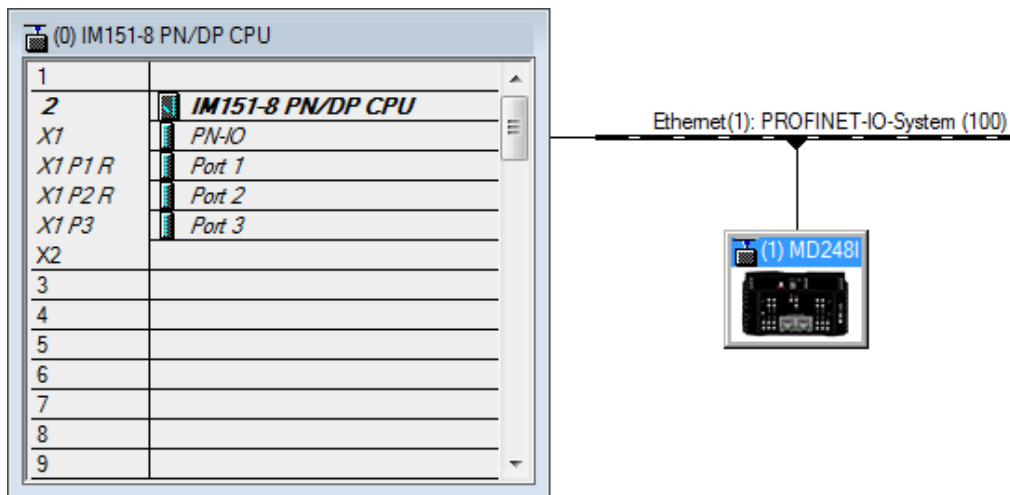 (0) IM151-8 PN/DP CPU
1
2 IM151-8 PN/DP CPU
X1 PN-IO
X1 P1 R Port 1
X1 P2 R Port 2
X1 P3 Port 3
X2
3
4
5
6
7
8
9
Ethernet(1): PROFINET-IO-System (100)
(1) MD248I